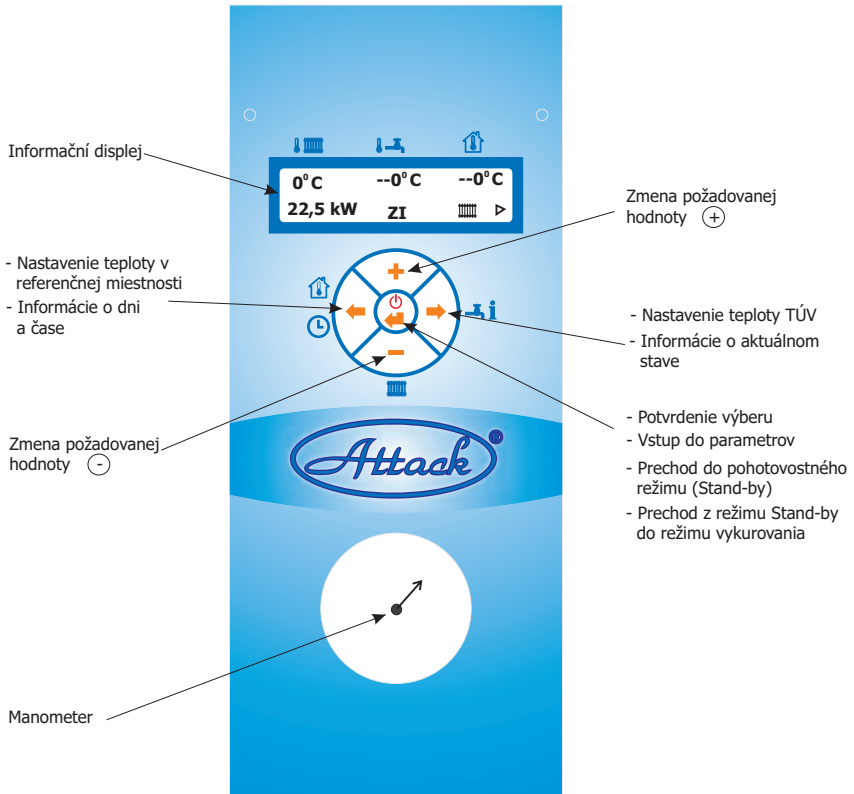 Informační displej
0°C --0°C --0°C
22,5 kW ZI
Zmena požadovanej
hodnoty +
- Nastavenie teploty v
referenčnej miestnosti
- Informácie o dni
a čase
i
- Nastavenie teploty TÚV
- Informácie o aktuálnom
stave
Zmena požadovanej
hodnoty -
Attack®
- Potvrdenie výberu
- Vstup do parametrov
- Prechod do pohotovostného
režimu (Stand-by)
- Prechod z režimu Stand-by
do režimu vykurovania
Manometer